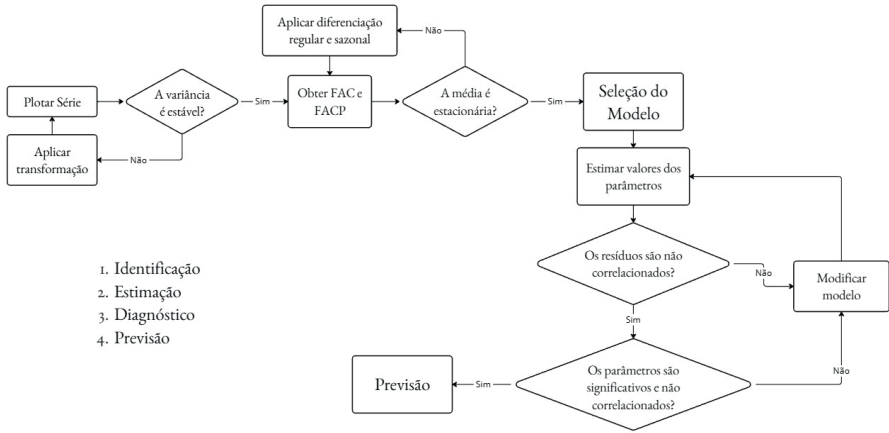 Plotar Série
A variância
é estável?
Não
Aplicar
transformação
Sim
Aplicar diferenciação
regular e sazonal
Obter FAC e
FACP
Não
A média é
estacionária?
Sim
Seleção do
Modelo
Estimar valores dos
parâmetros
Os resíduos são não
correlacionados?
Não
Modificar
modelo
Sim
Os parâmetros são
significativos e não
correlacionados?
Não
Sim
Previsão
1. Identificação
2. Estimação
3. Diagnóstico
4. Previsão